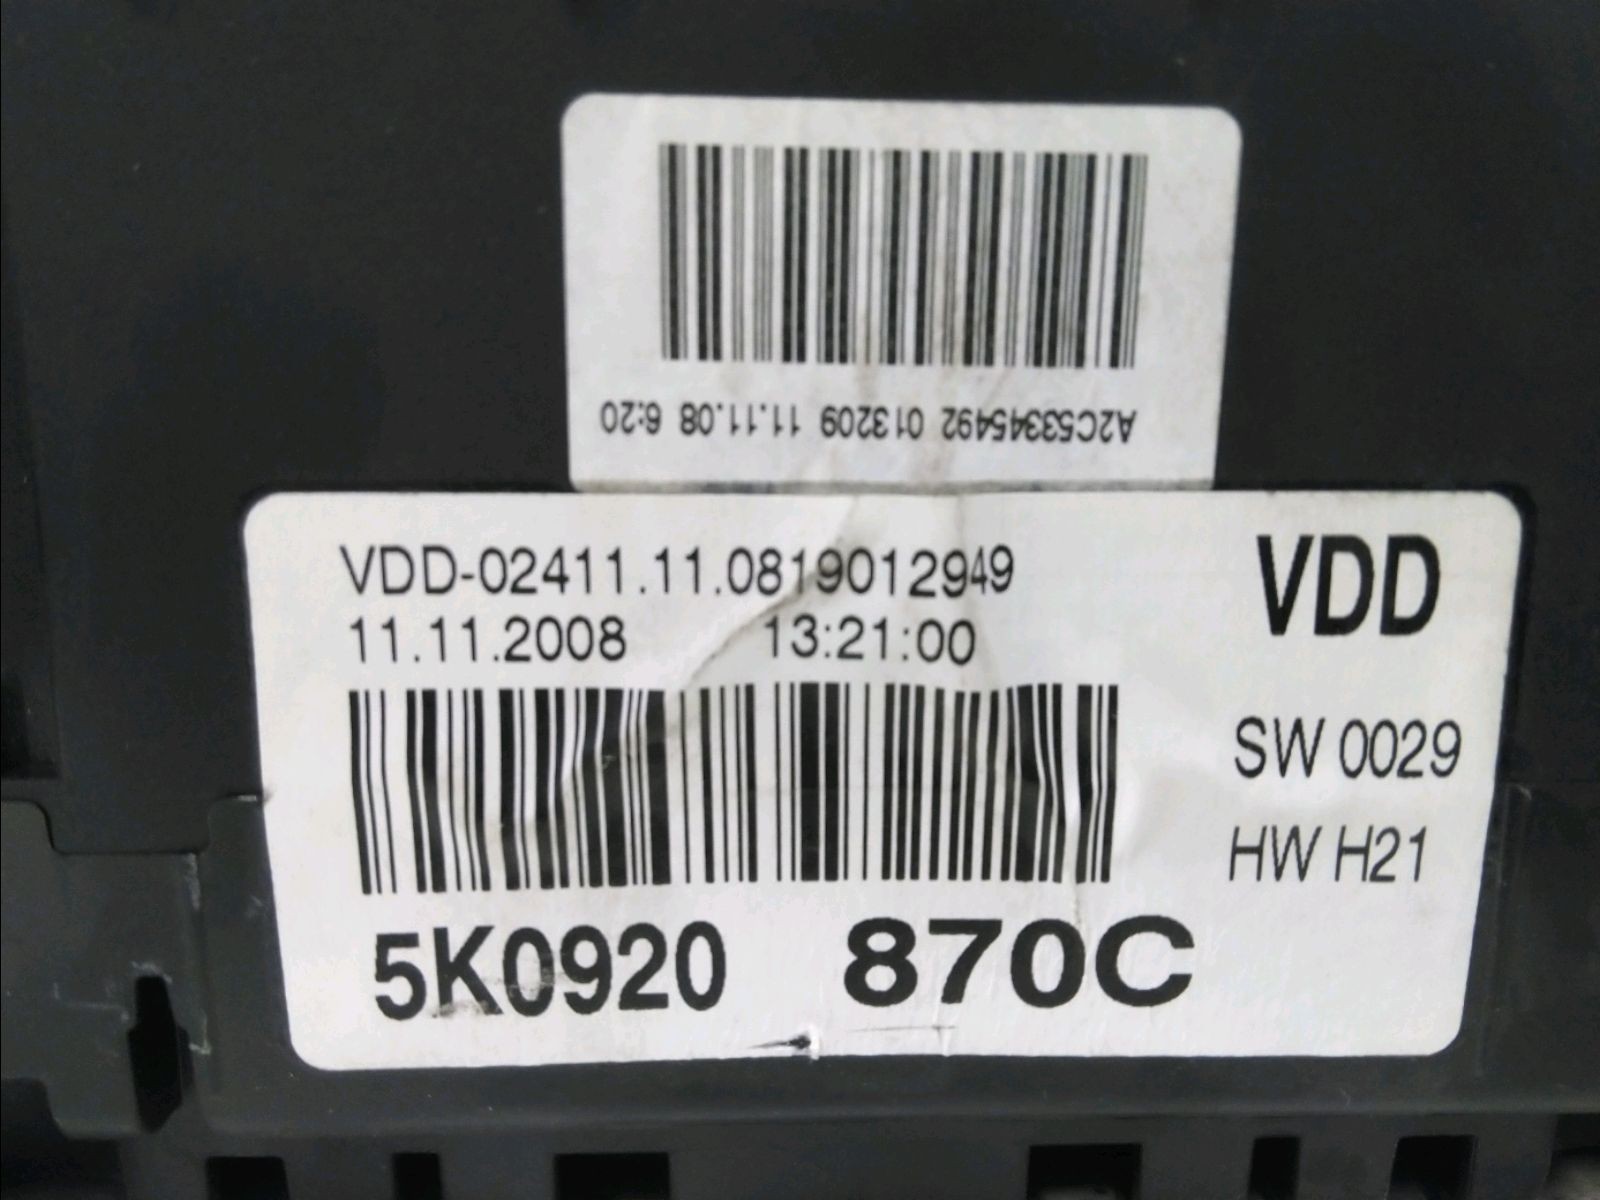 A2C53345492 013209 11.11.08 6:20
VDD-02411.11.0819012949
11.11.2008 13:21:00
VDD
SW 0029
HW H21
5K0920 870C